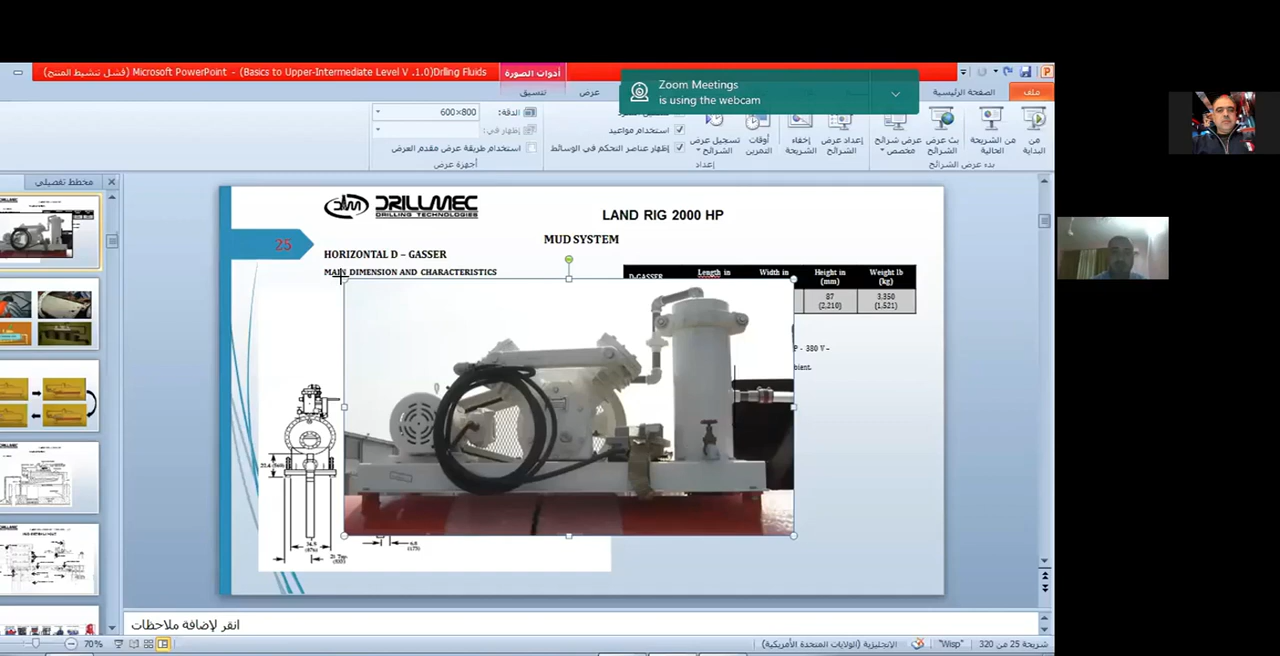 (فشل تنشيط المنتج) Microsoft PowerPoint - (Basics to Upper-Intermediate Level V .1.0)Drlling Fluids
أدوات الصورة
Zoom Meetings
is using the webcam
ملف
الصفحة الرئيسية
عرض
تنسيق
من البداية
من الشريحة الحالية
بث عرض الشرائح
عرض شرائح مخصص
إعداد عرض الشرائح
إخفاء الشريحة
أوقات التمرين
تسجيل عرض الشرائح
استخدام مواعيد
إظهار عناصر التحكم في الوسائط
الدقة:
600×800
إظهار في:
استخدام طريقة عرض مقدم العرض
بدء عرض الشرائح
إعداد
أجهزة عرض
مخطط تفصيلي
DRILLMEC
DRILLING TECHNOLOGIES
LAND RIG 2000 HP
25
MUD SYSTEM
HORIZONTAL D – GASSER
MAIN DIMENSION AND CHARACTERISTICS
D-GASSER
Length in
Width in
Height in (mm)
Weight lb (kg)
87 (2,210)
3,350 (1,521)
P - 380 V –
bient.
انقر لإضافة ملاحظات
70%
شريحة 25 من 320
"Wisp"
الانجليزية (الولايات المتحدة الأمريكية)